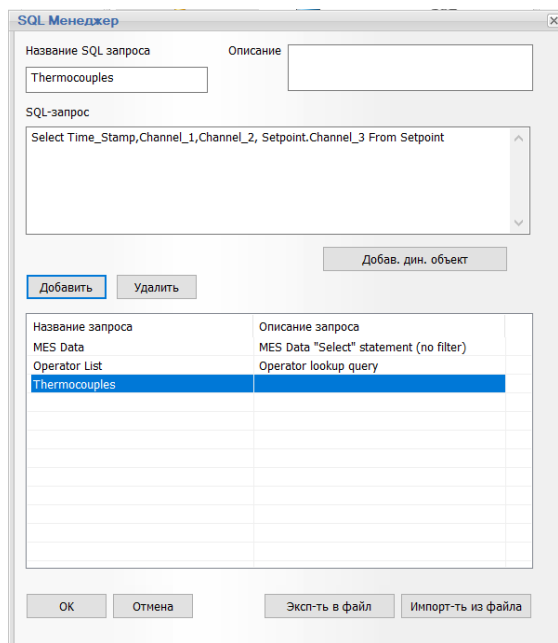 SQL Менеджер
Название SQL запроса
Описание
Thermocouples
SQL-запрос
Select Time_Stamp,Channel_1,Channel_2, Setpoint.Channel_3 From Setpoint
Добав. дин. объект
Добавить Удалить
Название запроса Описание запроса
MES Data MES Data "Select" statement (no filter)
Operator List Operator lookup query
Thermocouples
OK Отмена Эксп-ть в файл Импорт-ть из файла